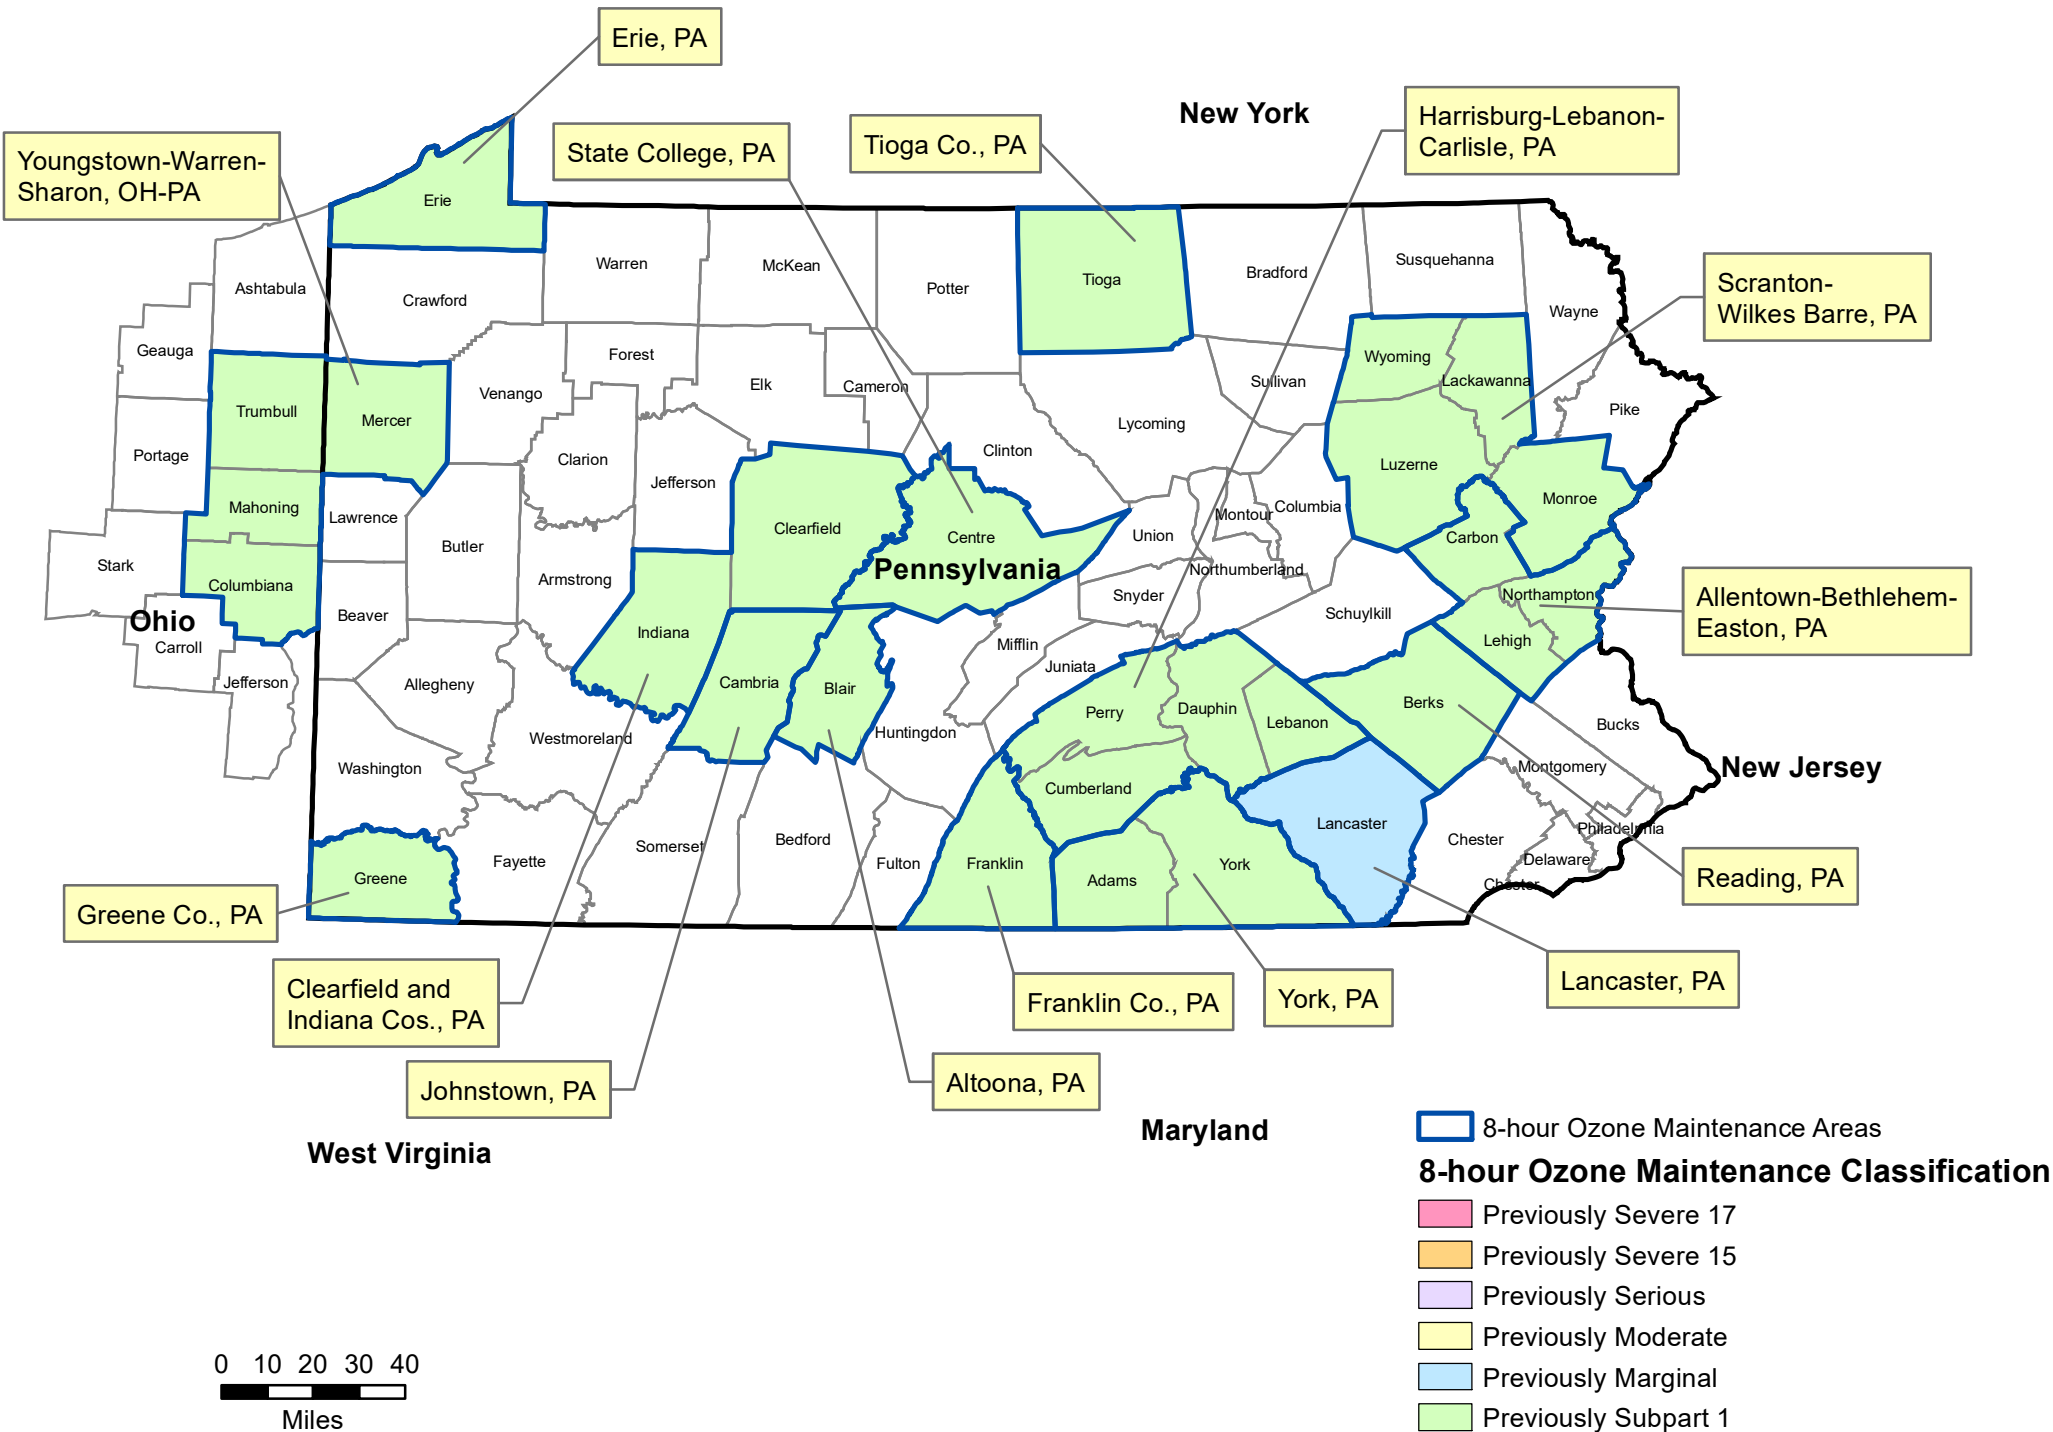 Erie, PA
New York
Harrisburg-Lebanon-
Carlisle, PA
Youngstown-Warren-
Sharon, OH-PA
State College, PA
Tioga Co., PA
Erie
Warren
McKean
Potter
Tioga
Bradford
Susquehanna
Wayne
Scranton-
Wilkes Barre, PA
Ashtabula
Crawford
Geauga
Forest
Venango
Elk
Cameron
Sullivan
Wyoming
Lackawanna
Pike
Trumbull
Mercer
Portage
Clarion
Jefferson
Clinton
Lycoming
Luzerne
Monroe
Mahoning
Lawrence
Butler
Clearfield
Centre
Pennsylvania
Union
Montour
Columbia
Carbon
Stark
Columbiana
Armstrong
Northumberland
Snyder
Northampton
Allentown-Bethlehem-
Easton, PA
Ohio
Beaver
Indiana
Schuylkill
Lehigh
Carroll
Mifflin
Juniata
Jefferson
Allegheny
Cambria
Blair
Perry
Dauphin
Lebanon
Berks
Bucks
Westmoreland
Huntingdon
Washington
Cumberland
Montgomery
New Jersey
Lancaster
Philadelphia
Chester
Delaware
Chester
Greene
Fayette
Somerset
Bedford
Fulton
Franklin
Adams
York
Greene Co., PA
Reading, PA
Clearfield and
Indiana Cos., PA
Franklin Co., PA
York, PA
Lancaster, PA
Johnstown, PA
Altoona, PA
West Virginia
Maryland
8-hour Ozone Maintenance Areas
8-hour Ozone Maintenance Classification
Previously Severe 17
Previously Severe 15
Previously Serious
Previously Moderate
Previously Marginal
Previously Subpart 1
0 10 20 30 40
Miles